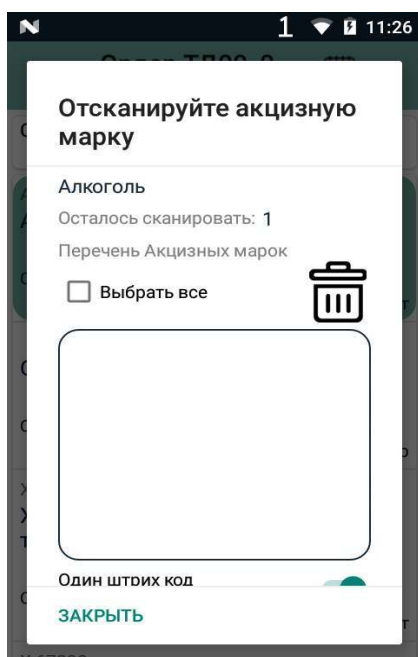 1 11:26
Отсканируйте акцизную
марку
Алкоголь
Осталось сканировать: 1
Перечень Акцизных марок
Выбрать все
Один штрих код
ЗАКРЫТЬ